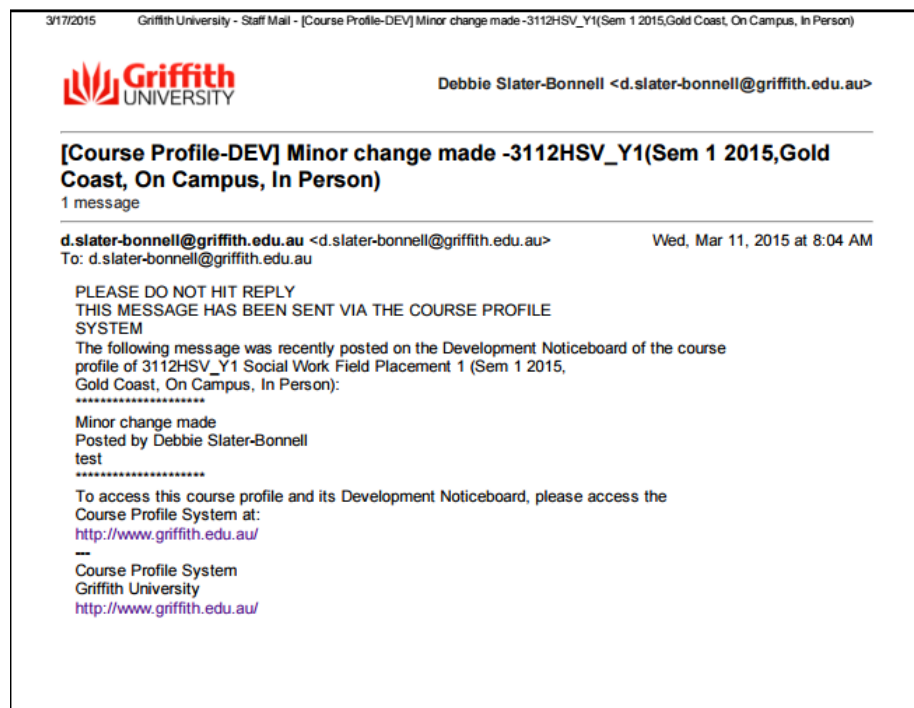 3/17/2015 Griffith University - Staff Mail - [Course Profile-DEV] Minor change made -3112HSV_Y1(Sem 1 2015,Gold Coast, On Campus, In Person)
Griffith
UNIVERSITY
Debbie Slater-Bonnell <d.slater-bonnell@griffith.edu.au>
[Course Profile-DEV] Minor change made -3112HSV_Y1(Sem 1 2015,Gold
Coast, On Campus, In Person)
1 message
d.slater-bonnell@griffith.edu.au <d.slater-bonnell@griffith.edu.au> Wed, Mar 11, 2015 at 8:04 AM
To: d.slater-bonnell@griffith.edu.au
PLEASE DO NOT HIT REPLY
THIS MESSAGE HAS BEEN SENT VIA THE COURSE PROFILE
SYSTEM
The following message was recently posted on the Development Noticeboard of the course
profile of 3112HSV_Y1 Social Work Field Placement 1 (Sem 1 2015,
Gold Coast, On Campus, In Person):
*********************
Minor change made
Posted by Debbie Slater-Bonnell
test
*********************
To access this course profile and its Development Noticeboard, please access the
Course Profile System at:
http://www.griffith.edu.au/
---
Course Profile System
Griffith University
http://www.griffith.edu.au/